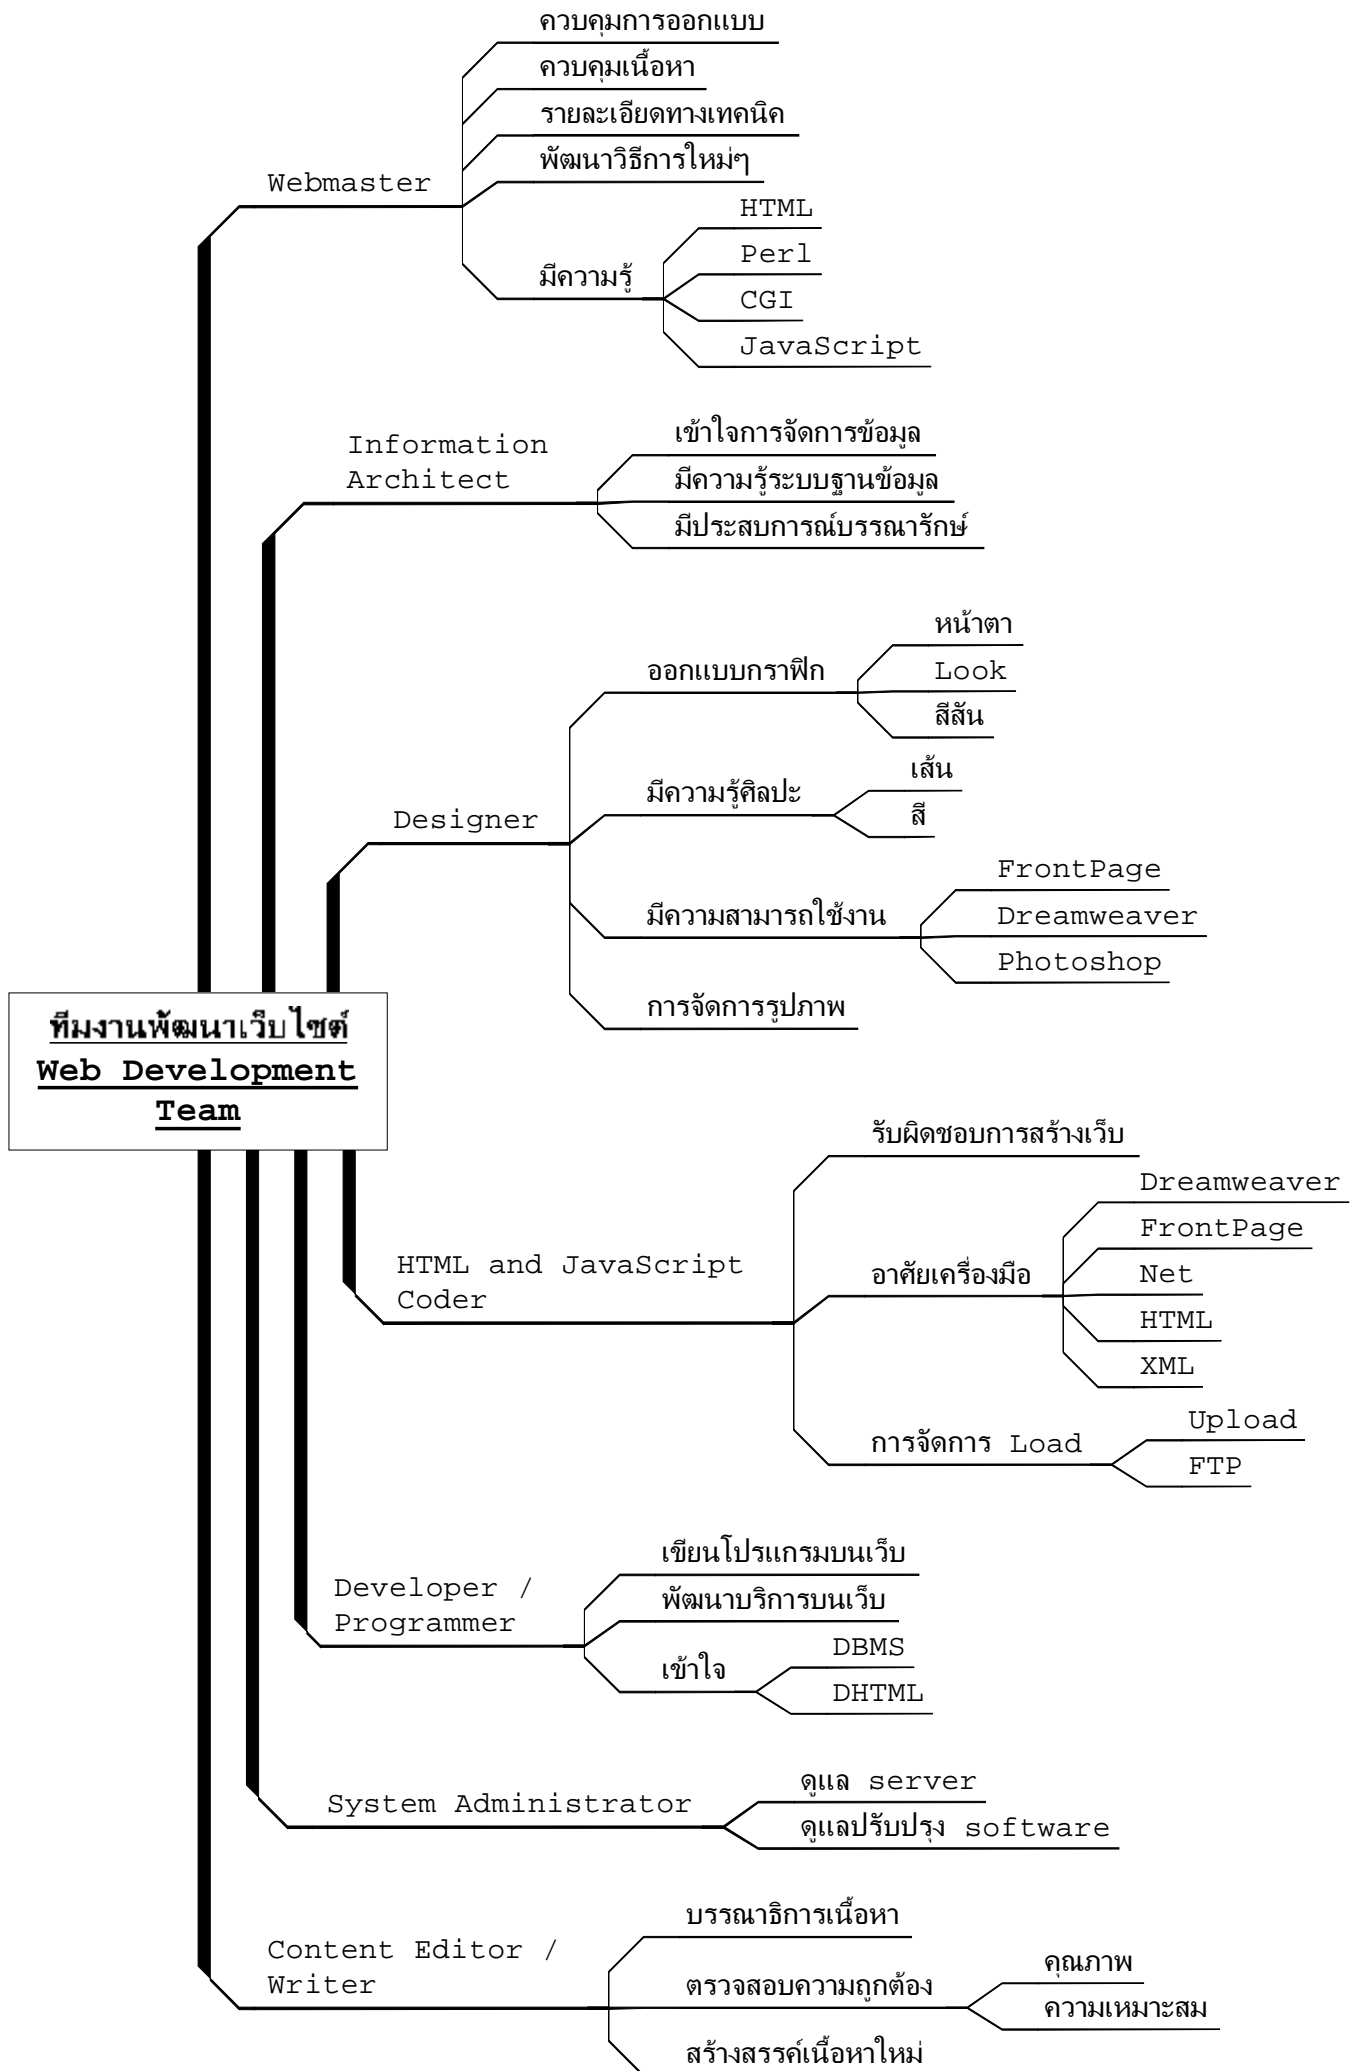 ควบคุมการออกแบบ
ควบคุมเนื้อหา
รายละเอียดทางเทคนิค
พัฒนาวิธีการใหม่ๆ
Webmaster
HTML
Perl
มีความรู้
CGI
JavaScript
เข้าใจการจัดการข้อมูล
Information
Architect
มีความรู้ระบบฐานข้อมูล
มีประสบการณ์บรรณารักษ์
หน้าตา
ออกแบบกราฟิก
Look
สีสัน
เส้น
มีความรู้ศิลปะ
สี
Designer
FrontPage
มีความสามารถใช้งาน
Dreamweaver
Photoshop
การจัดการรูปภาพ
ทีมงานพัฒนาเว็บไซต์
Web Development
Team
รับผิดชอบการสร้างเว็บ
Dreamweaver
FrontPage
HTML and JavaScript
Coder
อาศัยเครื่องมือ
Net
HTML
XML
Upload
การจัดการ Load
FTP
เขียนโปรแกรมบนเว็บ
Developer /
Programmer
พัฒนาบริการบนเว็บ
DBMS
เข้าใจ
DHTML
ดูแล server
System Administrator
ดูแลปรับปรุง software
บรรณาธิการเนื้อหา
Content Editor /
Writer
คุณภาพ
ตรวจสอบความถูกต้อง
ความเหมาะสม
สร้างสรรค์เนื้อหาใหม่